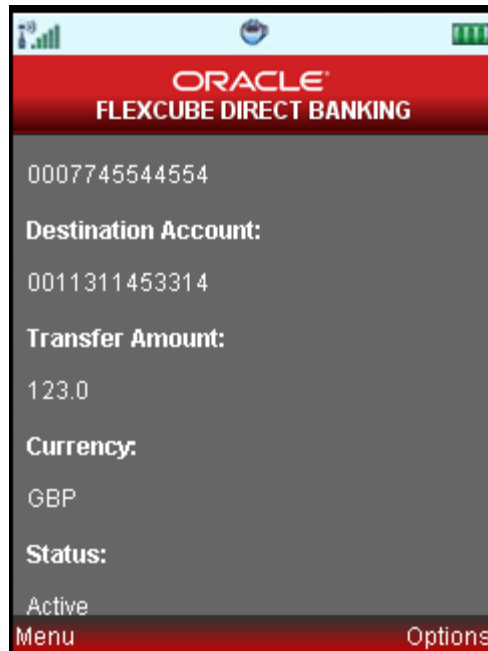 ORACLE
FLEXCUBE DIRECT BANKING
0007745544554
Destination Account:
0011311453314
Transfer Amount:
123.0
Currency:
GBP
Status:
Active
Menu Options